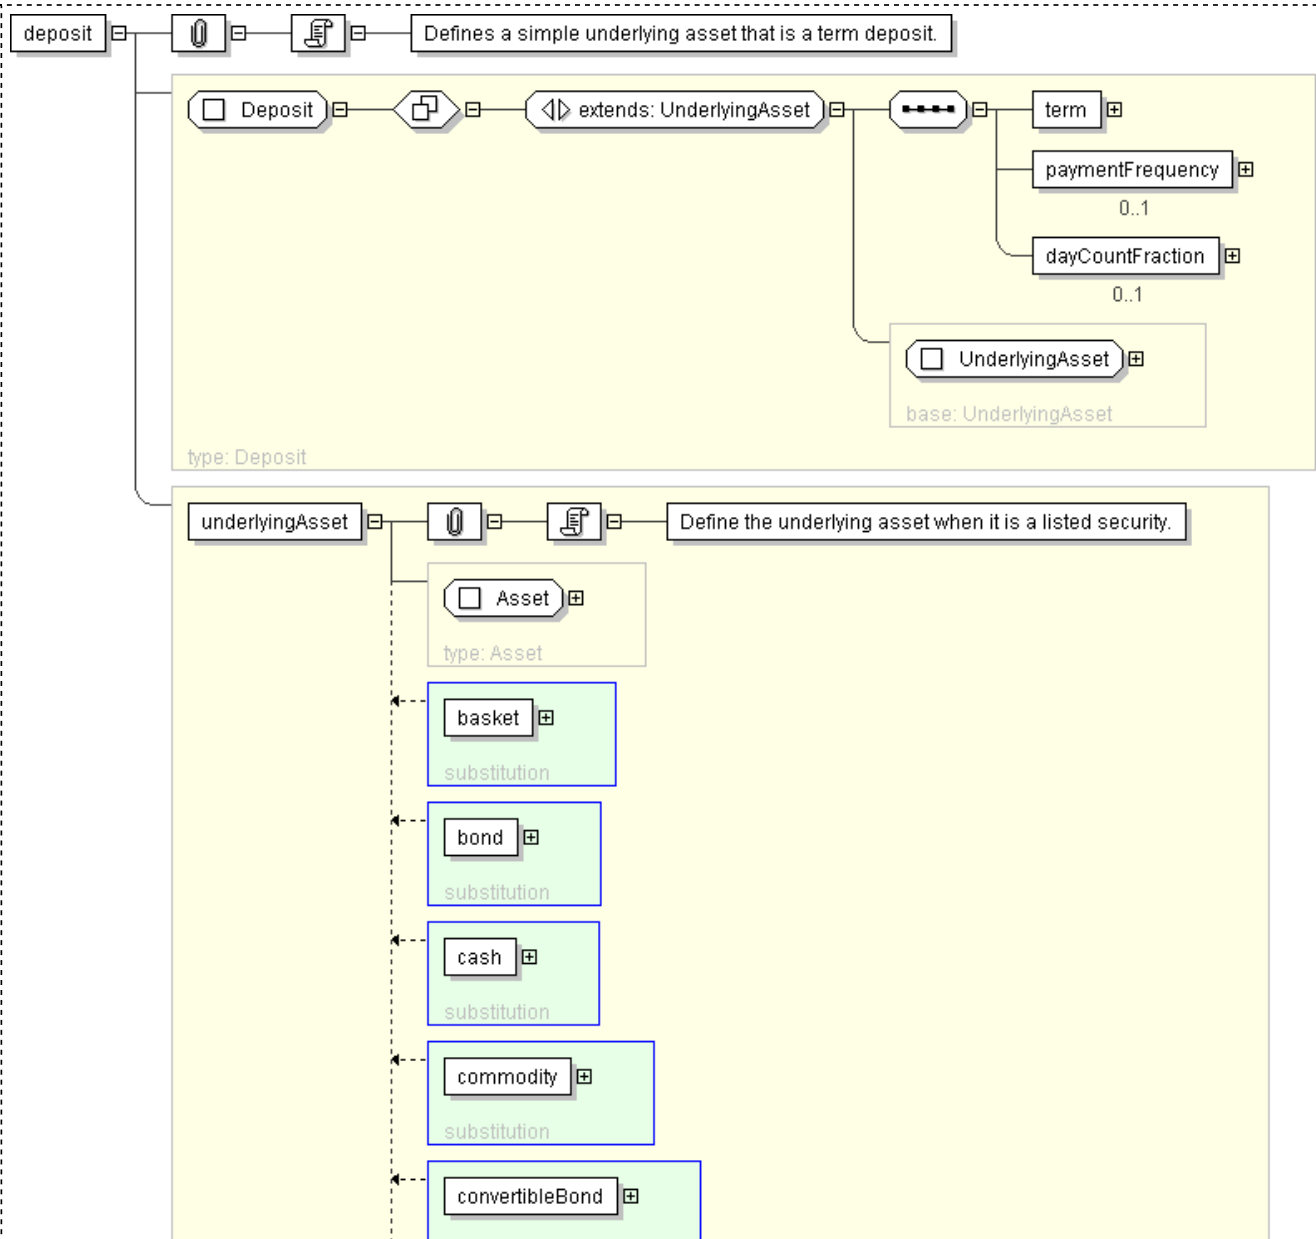 deposit
Defines a simple underlying asset that is a term deposit.
Deposit
extends: UnderlyingAsset
term
paymentFrequency
0..1
dayCountFraction
0..1
UnderlyingAsset
base: UnderlyingAsset
type: Deposit
underlyingAsset
Define the underlying asset when it is a listed security.
Asset
type: Asset
basket
substitution
bond
substitution
cash
substitution
commodity
substitution
convertibleBond